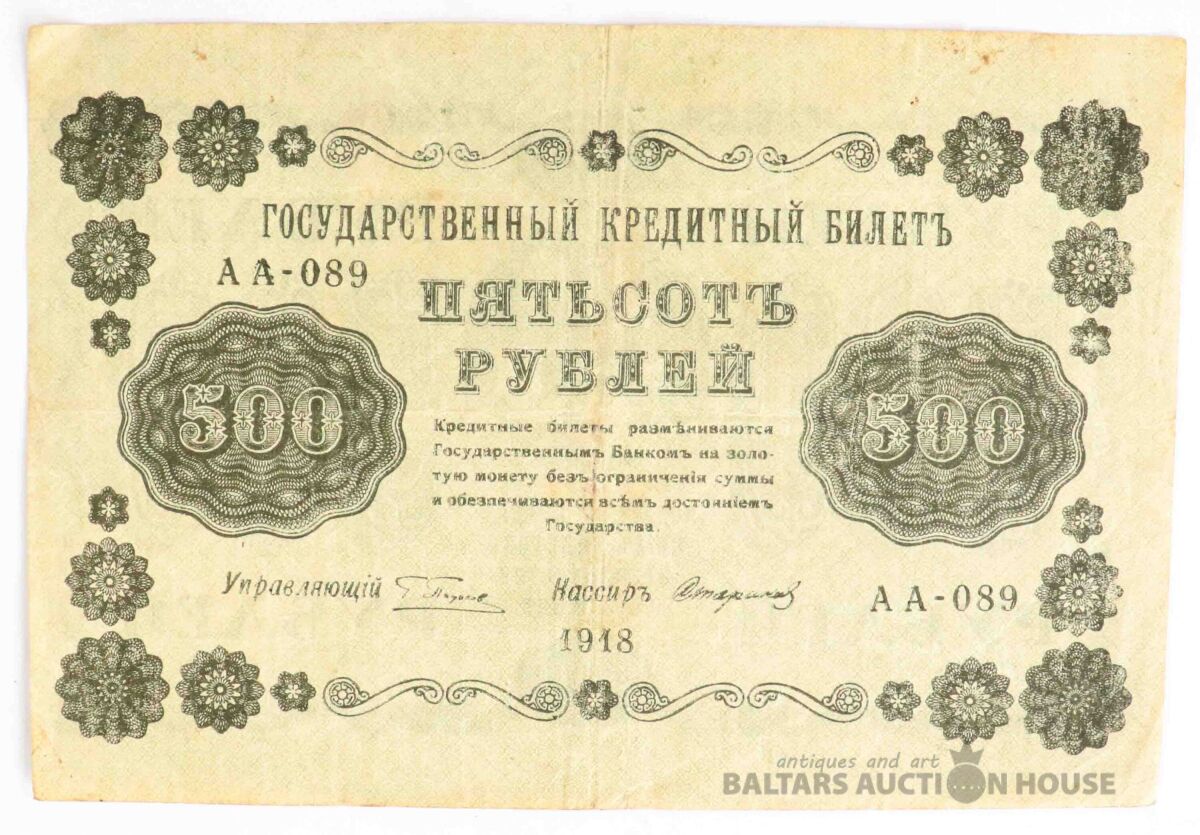 ГОСУДАРСТВЕННЫЙ КРЕДИТНЫЙ БИЛЕТЪ
АА-089
ПЯТЬСОТЪ
РУБЛЕЙ
500
500
Кредитные билеты размѣниваются
Государственнымъ Банкомъ на золо-
тую монету безъ ограниченія суммы
и обезпечиваются всѣмъ достояніемъ
Государства.
Управляющій
Кассиръ
АА-089
1918
antiques and art
BALTARS AUCTION HOUSE